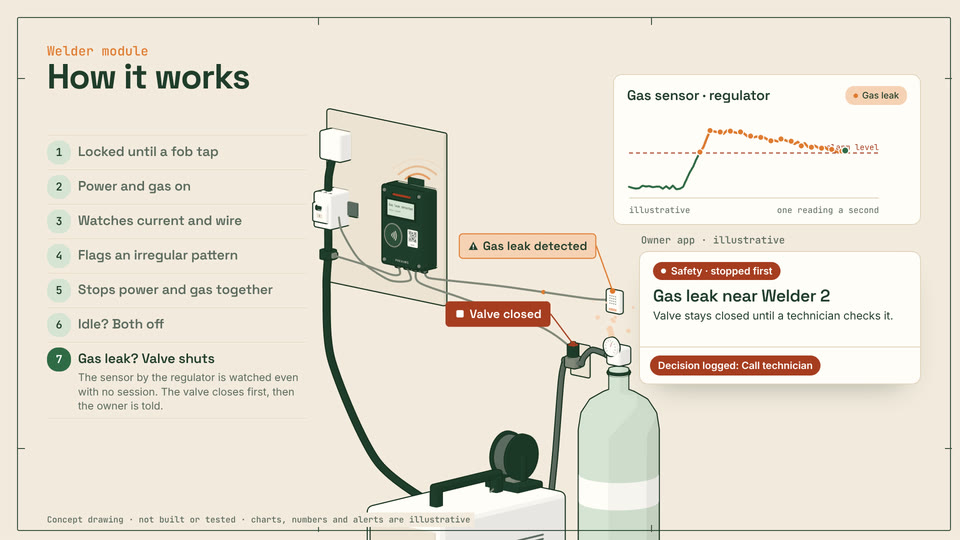 Welder module
How it works
1 Locked until a fob tap
2 Power and gas on
3 Watches current and wire
4 Flags an irregular pattern
5 Stops power and gas together
6 Idle? Both off
7 Gas leak? Valve shuts
The sensor by the regulator is watched even
with no session. The valve closes first, then
the owner is told.
Gas leak detected
Valve closed
Gas sensor · regulator
Gas leak
level
illustrative
one reading a second
Owner app · illustrative
Safety · stopped first
Gas leak near Welder 2
Valve stays closed until a technician checks it.
Decision logged: Call technician
Concept drawing · not built or tested · charts, numbers and alerts are illustrative